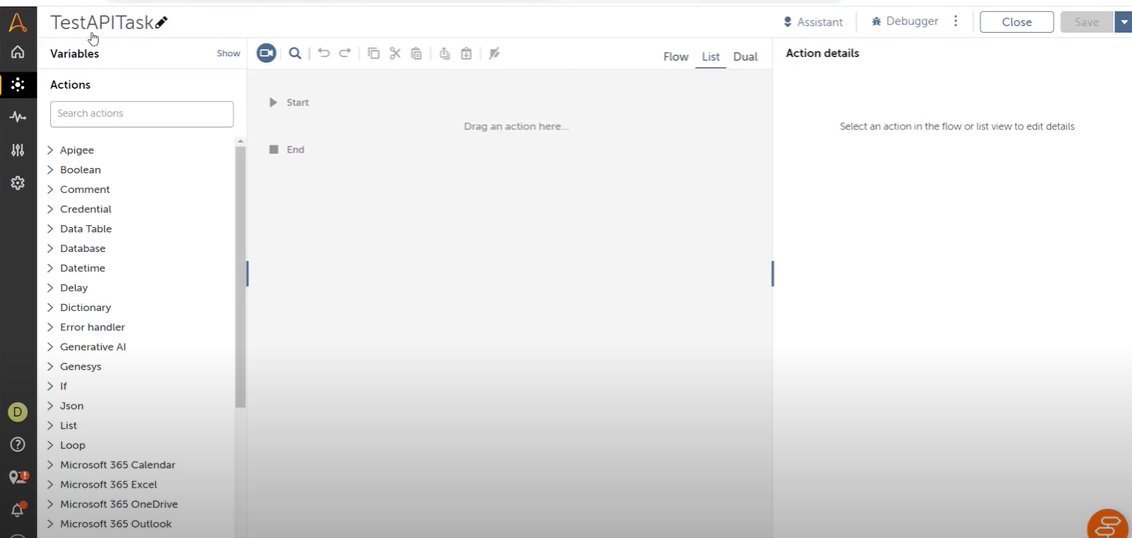 TestAPITask
Assistant
Debugger
Close
Save
Variables
Show
Flow
List
Dual
Action details
Actions
Search actions
Start
Drag an action here...
Select an action in the flow or list view to edit details
End
Apigee
Boolean
Comment
Credential
Data Table
Database
Datetime
Delay
Dictionary
Error handler
Generative AI
Genesys
If
Json
List
Loop
Microsoft 365 Calendar
Microsoft 365 Excel
Microsoft 365 OneDrive
Microsoft 365 Outlook
D